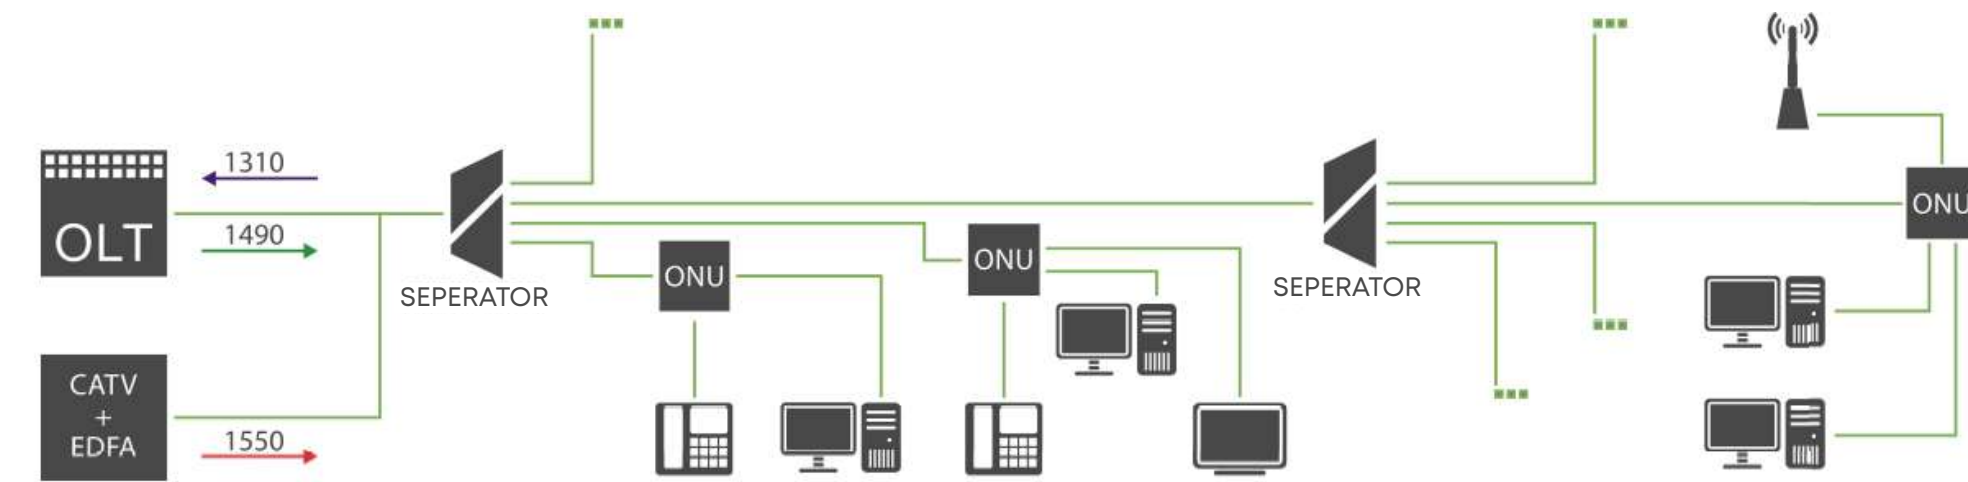 1310
OLT
1490
SEPERATOR
CATV
+
EDFA
1550
ONU
ONU
SEPERATOR
ONU